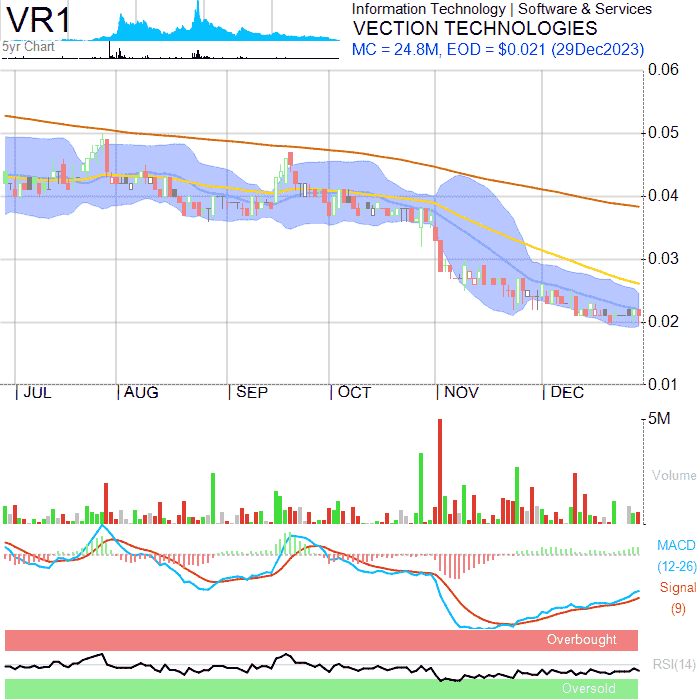 VR1
Information Technology | Software & Services
VECTION TECHNOLOGIES
MC = 24.8M, EOD = $0.021 (29Dec2023)
5yr Chart
0.06
0.05
0.04
0.03
0.02
0.01
JUL AUG SEP OCT NOV DEC
5M
Volume
MACD
(12-26)
Signal
(9)
Overbought
RSI(14)
Oversold